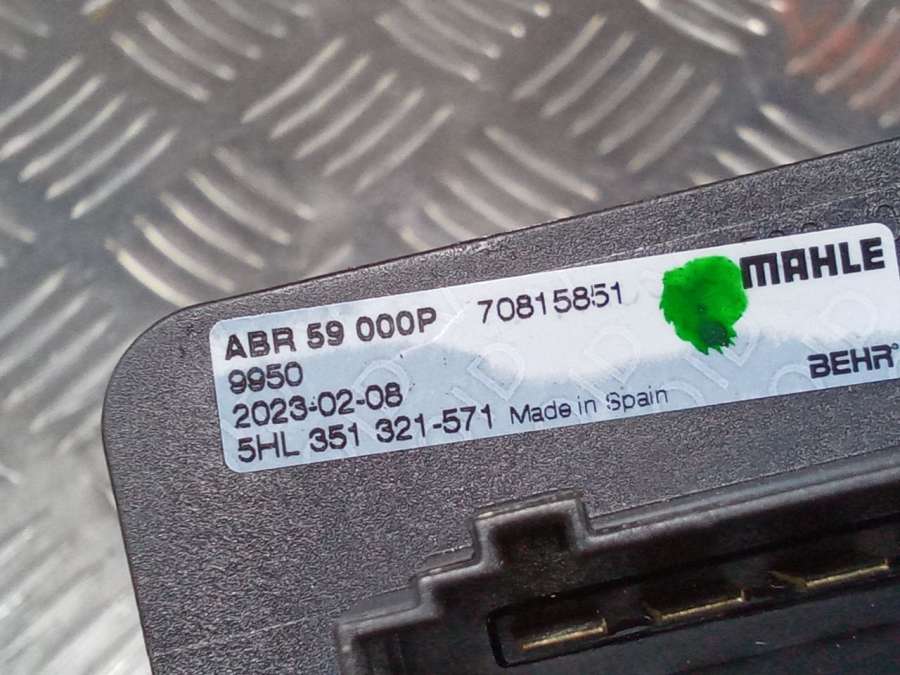 ABR 59 000P 70815851 MAHLE
9950 BEHR
2023-02-08
5HL 351 321-571 Made in Spain